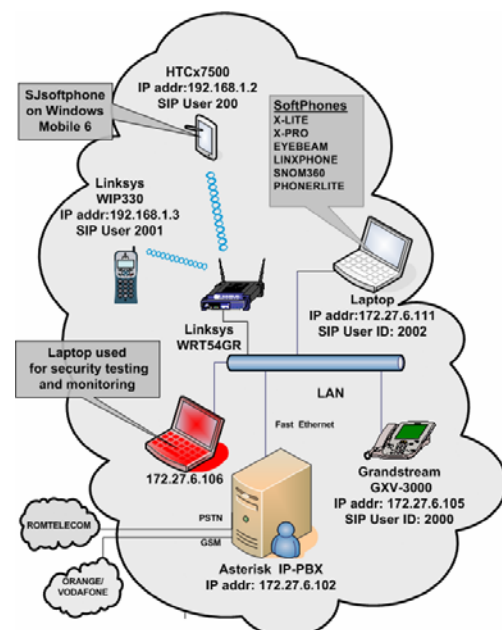 HTCx7500
IP addr:192.168.1.2
SIP User 200
SJsoftphone
on Windows
Mobile 6
SoftPhones
X-LITE
X-PRO
EYEBEAM
LINXPHONE
SNOM360
PHONERLITE
Linksys
WIP330
IP addr:192.168.1.3
SIP User 2001
Laptop
IP addr:172.27.6.111
SIP User ID: 2002
Linksys
WRT54GR
Laptop used
for security testing
and monitoring
LAN
Fast Ethernet
172.27.6.106
Grandstream
GXV-3000
IP addr: 172.27.6.105
SIP User ID: 2000
ROMTELECOM
PSTN
GSM
ORANGE/
VODAFONE
Asterisk IP-PBX
IP addr: 172.27.6.102